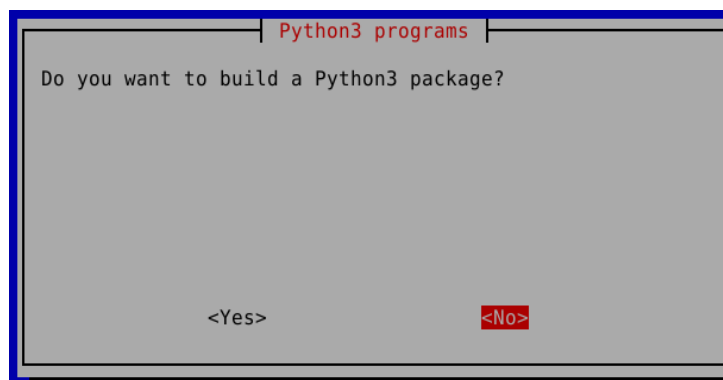 Python3 programs
Do you want to build a Python3 package?
<Yes> <No>